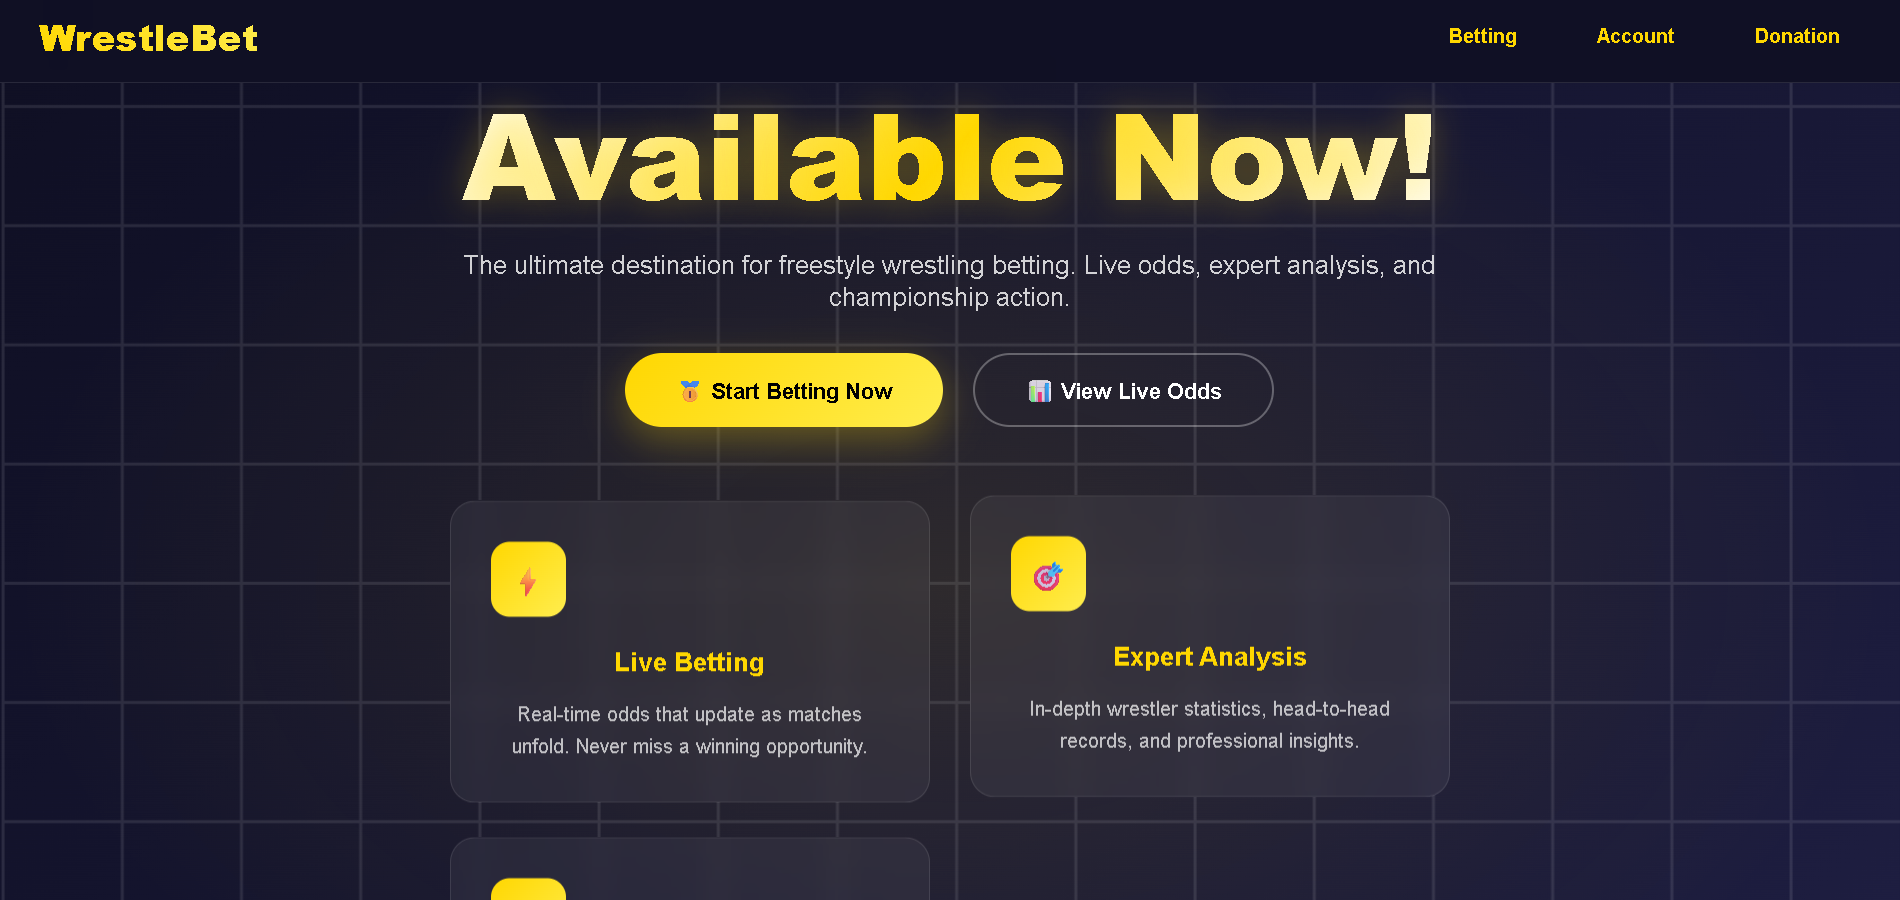 WrestleBet
Betting
Account
Donation
Available Now!
The ultimate destination for freestyle wrestling betting. Live odds, expert analysis, and
championship action.
Start Betting Now
View Live Odds
Live Betting
Real-time odds that update as matches
unfold. Never miss a winning opportunity.
Expert Analysis
In-depth wrestler statistics, head-to-head
records, and professional insights.